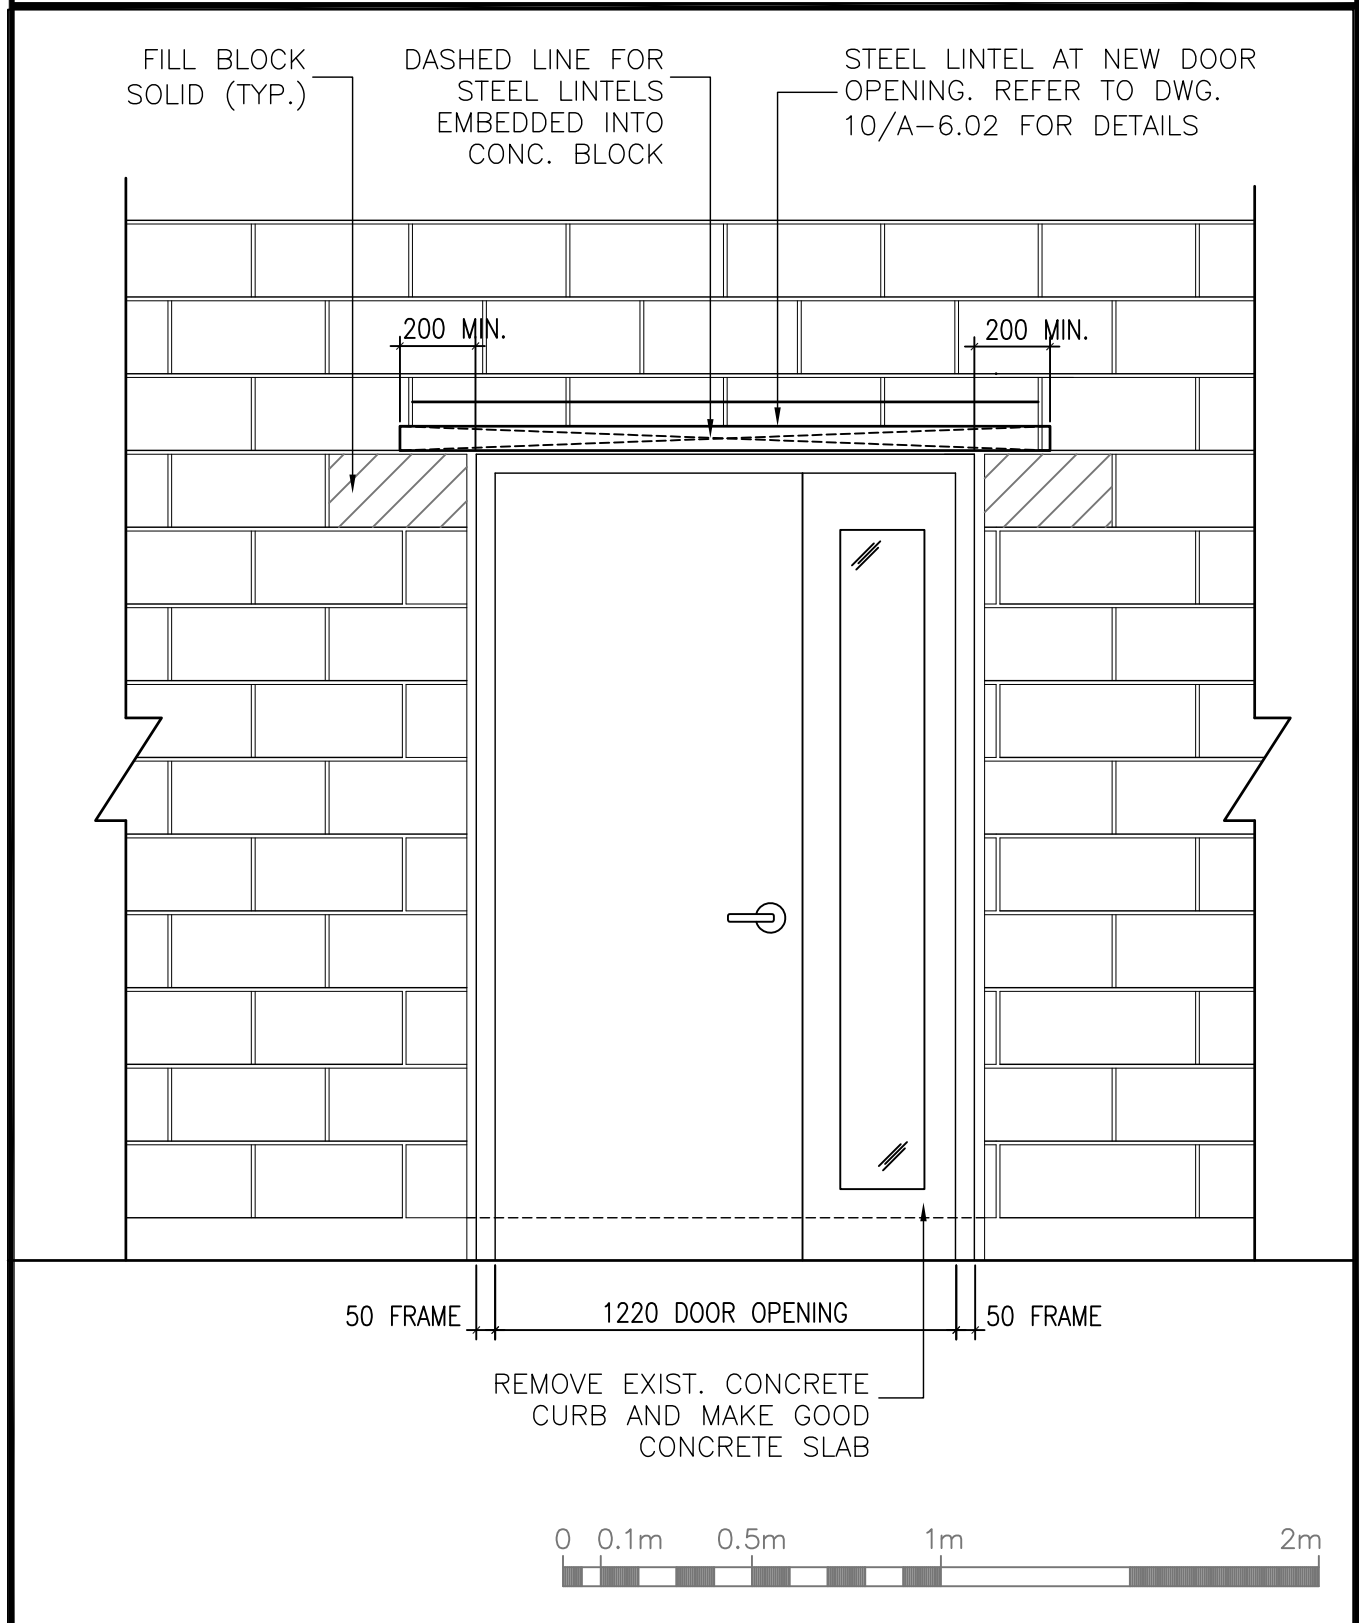 FILL BLOCK
SOLID (TYP.)
DASHED LINE FOR
STEEL LINTELS
EMBEDDED INTO
CONC. BLOCK
STEEL LINTEL AT NEW DOOR
OPENING. REFER TO DWG.
10/A-6.02 FOR DETAILS
200 MIN.
200 MIN.
50 FRAME
1220 DOOR OPENING
50 FRAME
REMOVE EXIST. CONCRETE
CURB AND MAKE GOOD
CONCRETE SLAB
0 0.1m 0.5m 1m 2m